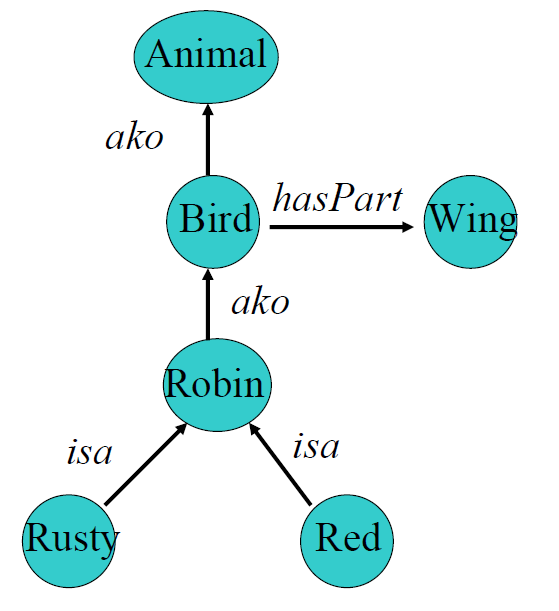 Animal
ako
Bird
hasPart
Wing
ako
Robin
isa
isa
Rusty
Red